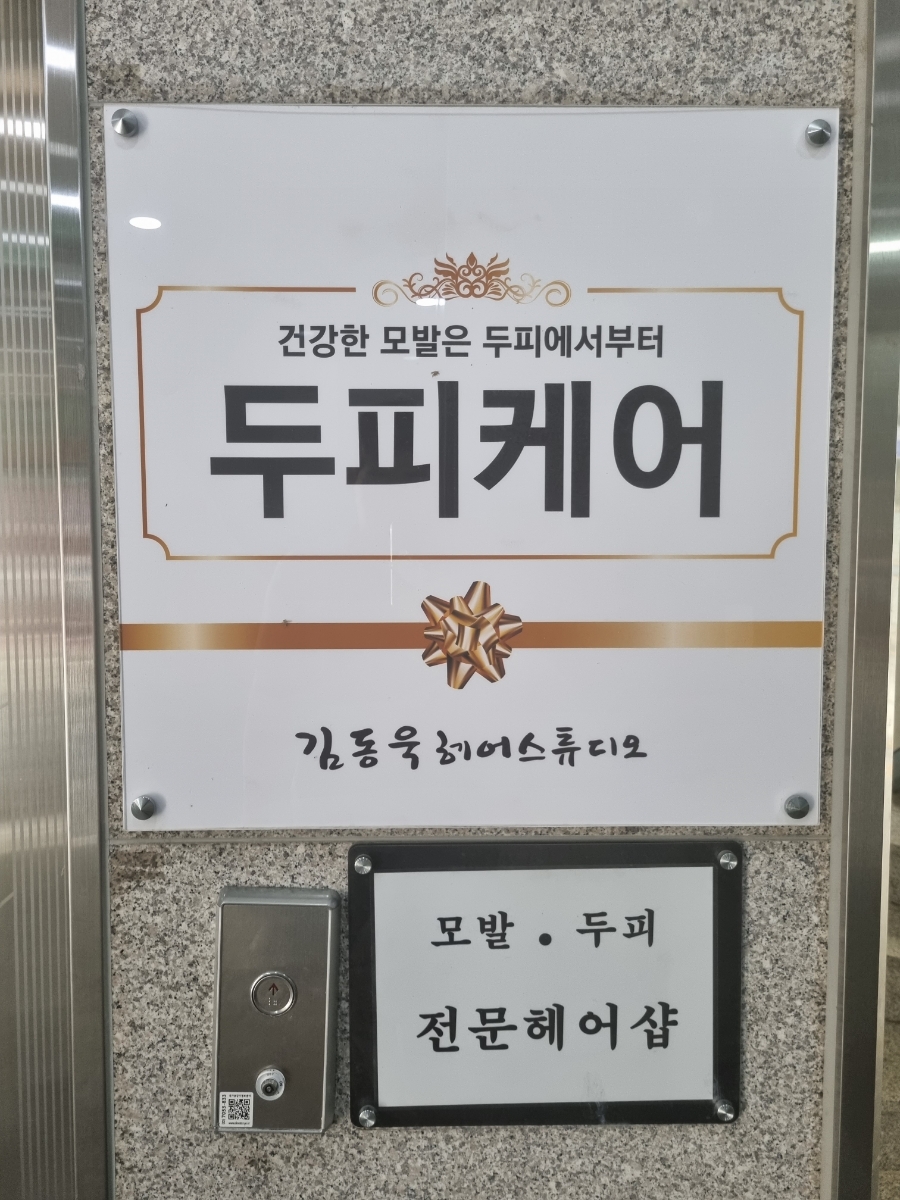 건강한 모발은 두피에서부터
두피케어
김동욱 헤어스튜디오
모발 . 두피
전문헤어샵